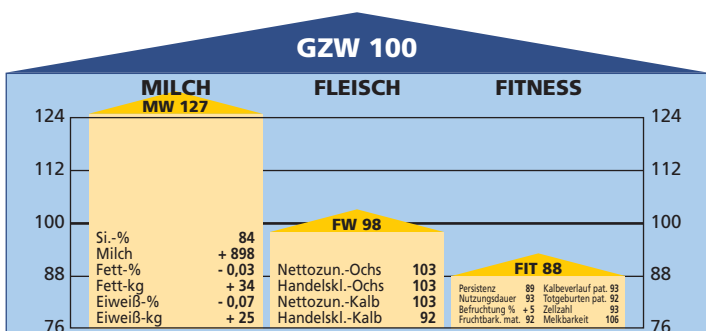 GZW 100
MILCH FLEISCH FITNESS
MW 127
124 124
112 112
100 100
88 88
76 76
Si.-% 84
Milch + 898
Fett-% - 0,03
Fett-kg + 34
Eiweiß-% - 0,07
Eiweiß-kg + 25
FW 98
Nettozun.-Ochs 103
Handelskl.-Ochs 103
Nettozun.-Kalb 103
Handelskl.-Kalb 92
FIT 88
Persistenz 89 Kalbeverlauf pat. 93
Nutzungsdauer 93 Totgeburten pat. 92
Befruchtung % + 5 Zellzahl 93
Fruchtbark. mat. 92 Melkbarkeit 106